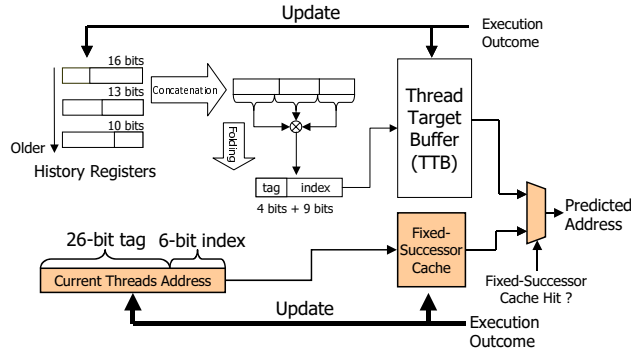 Update
Execution
Outcome
16 bits
13 bits
10 bits
Older
History Registers
Concatenation
Folding
tag
index
4 bits + 9 bits
Thread
Target
Buffer
(TTB)
Predicted
Address
26-bit tag
6-bit index
Current Threads Address
Fixed-
Successor
Cache
Fixed-Successor
Cache Hit ?
Update
Execution
Outcome